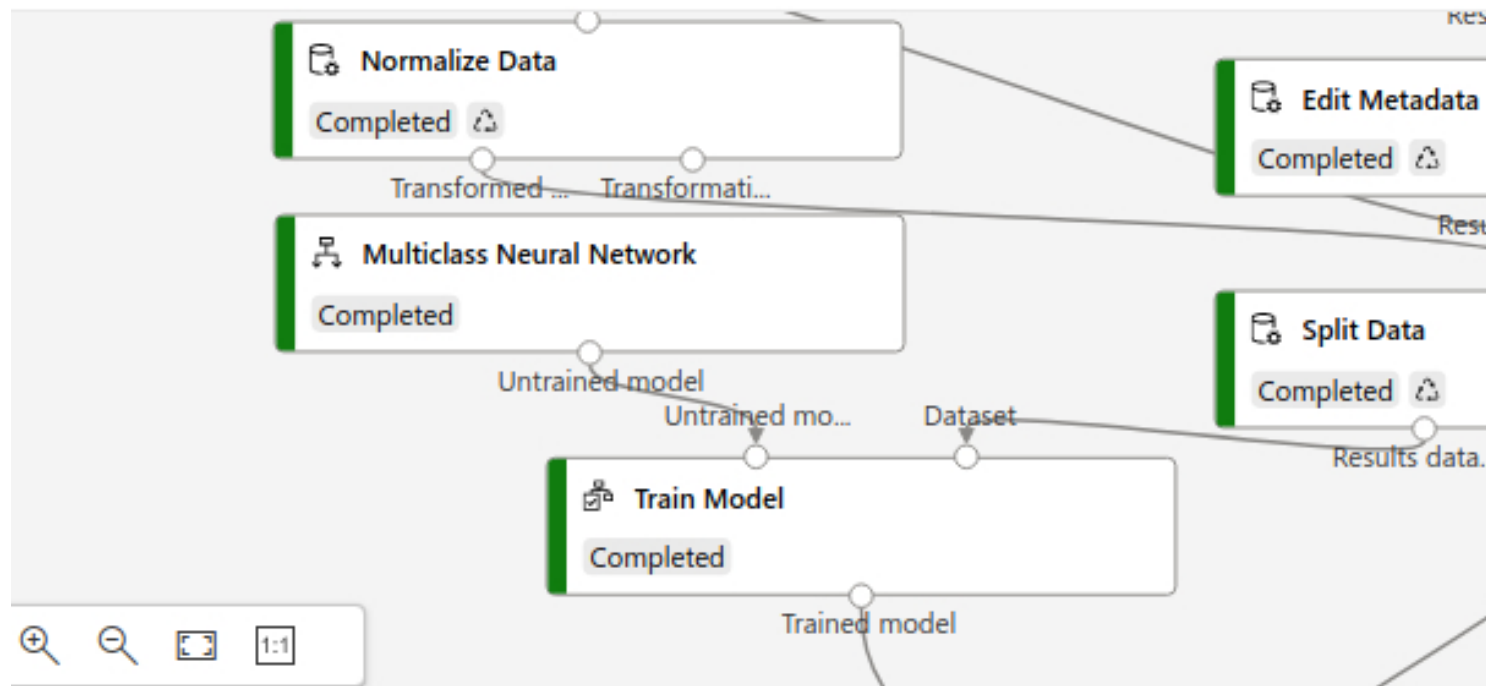 Normalize Data
Completed
Transformed ...
Transformati...
Multiclass Neural Network
Completed
Untrained model
Untrained mo...
Dataset
Train Model
Completed
Trained model
Edit Metadata
Completed
Split Data
Completed
Results data.
1:1